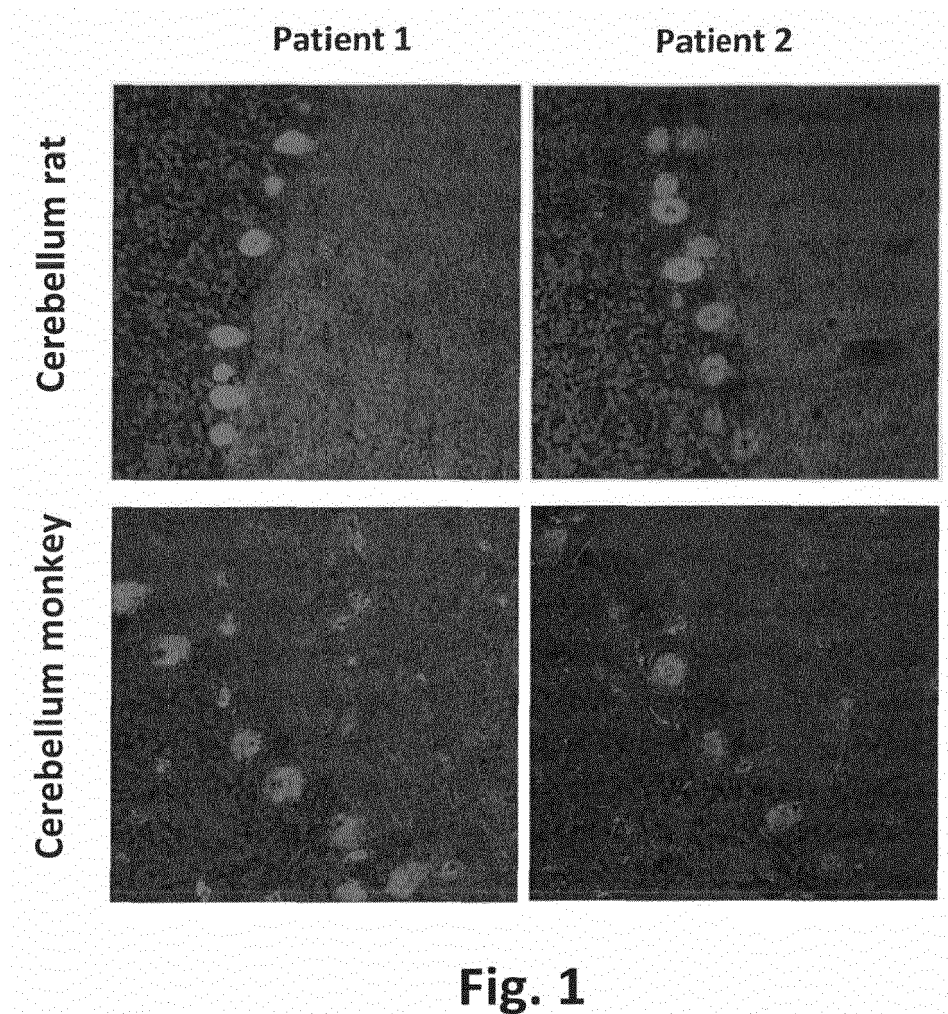 Patient 1
Patient 2
Cerebellum rat
Cerebellum monkey
Fig. 1